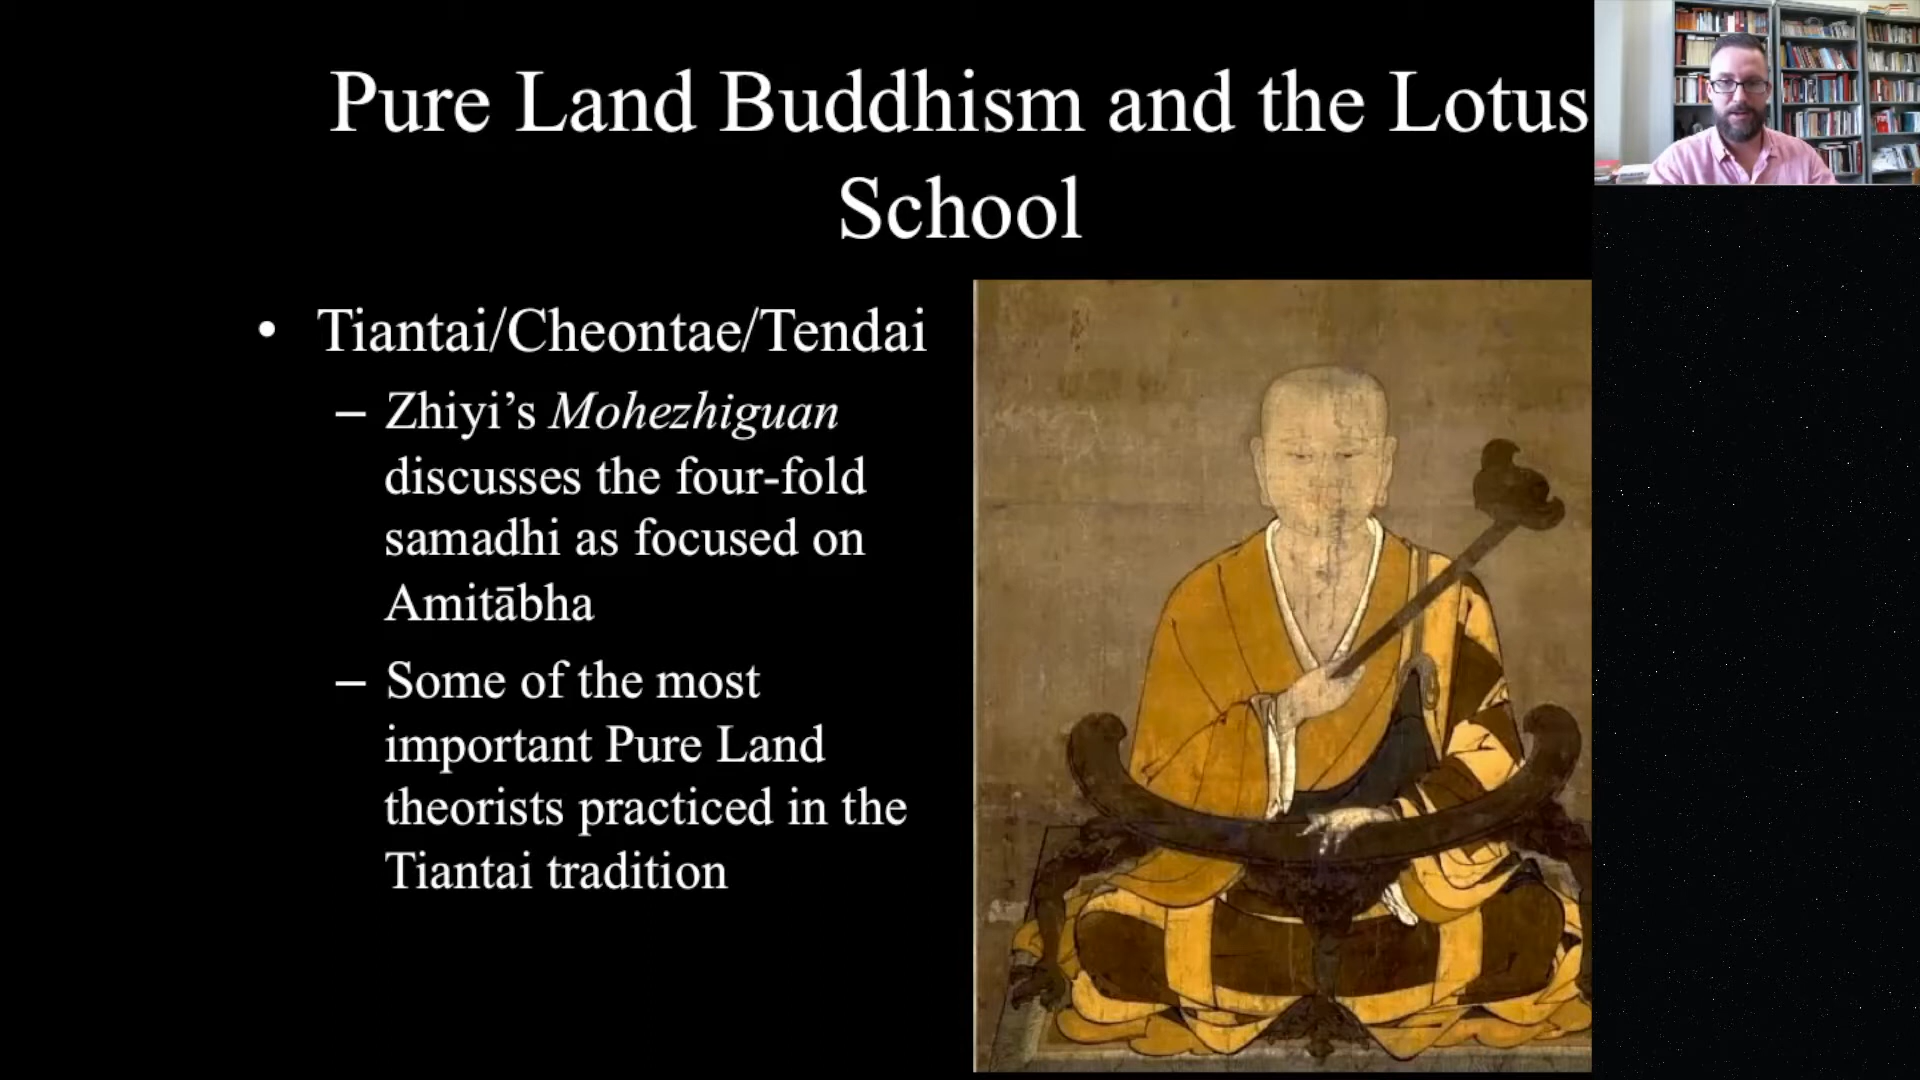 Pure Land Buddhism and the Lotus
School
• Tiantai/Cheontae/Tendai
– Zhiyi’s Mohezhiguan
discusses the four-fold
samadhi as focused on
Amitābha
– Some of the most
important Pure Land
theorists practiced in the
Tiantai tradition